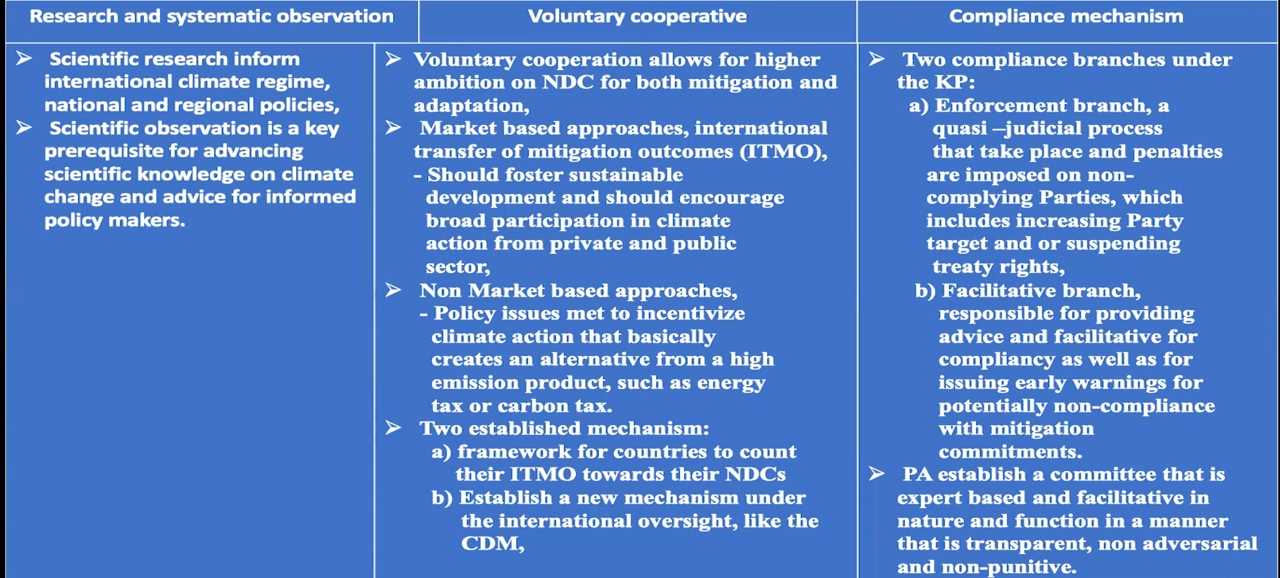 Research and systematic observation
Voluntary cooperative
Compliance mechanism
➢ Scientific research inform
international climate regime,
national and regional policies,
➢ Scientific observation is a key
prerequisite for advancing
scientific knowledge on climate
change and advice for informed
policy makers.
➢ Voluntary cooperation allows for higher
ambition on NDC for both mitigation and
adaptation,
➢ Market based approaches, international
transfer of mitigation outcomes (ITMO),
- Should foster sustainable
development and should encourage
broad participation in climate
action from private and public
sector,
➢ Non Market based approaches,
- Policy issues met to incentivize
climate action that basically
creates an alternative from a high
emission product, such as energy
tax or carbon tax.
➢ Two established mechanism:
a) framework for countries to count
their ITMO towards their NDCs
b) Establish a new mechanism under
the international oversight, like the
CDM,
➢ Two compliance branches under
the KP:
a) Enforcement branch, a
quasi –judicial process
that take place and penalties
are imposed on non-
complying Parties, which
includes increasing Party
target and or suspending
treaty rights,
b) Facilitative branch,
responsible for providing
advice and facilitative for
compliancy as well as for
issuing early warnings for
potentially non-compliance
with mitigation
commitments.
➢ PA establish a committee that is
expert based and facilitative in
nature and function in a manner
that is transparent, non adversarial
and non-punitive.